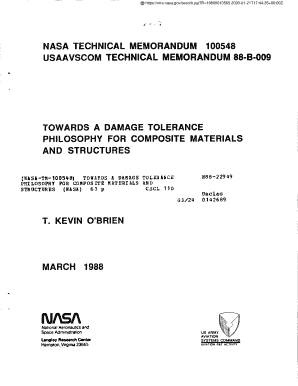 NASA TECHNICAL MEMORANDUM 100548
USAAVSCOM TECHNICAL MEMORANDUM 88-B-009
TOWARDS A DAMAGE TOLERANCE
PHILOSOPHY FOR COMPOSITE MATERIALS
AND STRUCTURES
(NASA-TM-100548) TOWARDS A DAMAGE TOLERANCE
PHILOSOPHY FOR COMPOSITE MATERIALS AND
STRUCTURES (NASA) 63 p CSCL 11D
N88-22949
Unclas
03/24 0142689
T. KEVIN O'BRIEN
MARCH 1988
NASA
National Aeronautics and
Space Administration
Langley Research Center
Hampton, Virginia 23665
US ARMY
AVIATION
SYSTEMS COMMAND
AVIATION R&T ACTIVITY